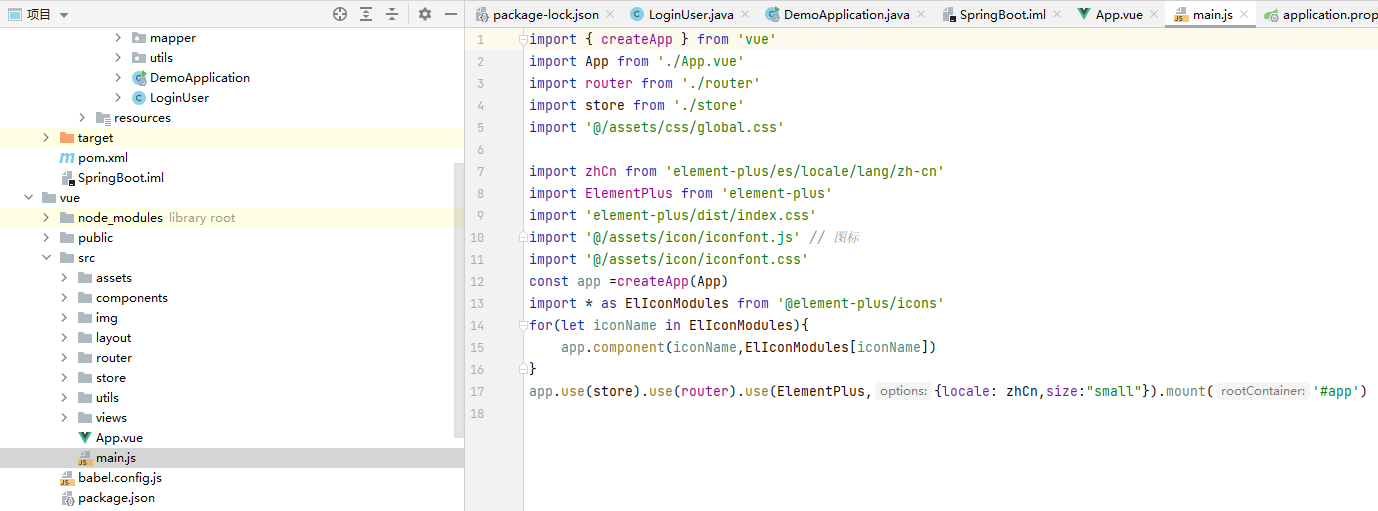 项目
package-lock.json LoginUser.java DemoApplication.java SpringBoot.iml App.vue main.js application.prop
mapper
utils
DemoApplication
LoginUser
resources
target
pom.xml
SpringBoot.iml
vue
node_modules library root
public
src
assets
components
img
layout
router
store
utils
views
App.vue
main.js
babel.config.js
package.json
1 import { createApp } from 'vue'
2 import App from './App.vue'
3 import router from './router'
4 import store from './store'
5 import '@/assets/css/global.css'
6
7 import zhCn from 'element-plus/es/locale/lang/zh-cn'
8 import ElementPlus from 'element-plus'
9 import 'element-plus/dist/index.css'
10 import '@/assets/icon/iconfont.js' // 图标
11 import '@/assets/icon/iconfont.css'
12 const app =createApp(App)
13 import * as ElIconModules from '@element-plus/icons'
14 for(let iconName in ElIconModules){
15 app.component(iconName,ElIconModules[iconName])
16 }
17 app.use(store).use(router).use(ElementPlus, options: {locale: zhCn,size:"small"}).mount( rootContainer: '#app')
18